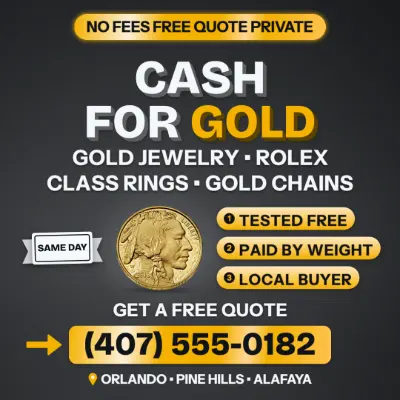 NO FEES FREE QUOTE PRIVATE
CASH
FOR GOLD
GOLD JEWELRY ▪ ROLEX
CLASS RINGS ▪ GOLD CHAINS
SAME DAY
1 TESTED FREE
2 PAID BY WEIGHT
3 LOCAL BUYER
GET A FREE QUOTE
(407) 555-0182
ORLANDO • PINE HILLS • ALAFAYA